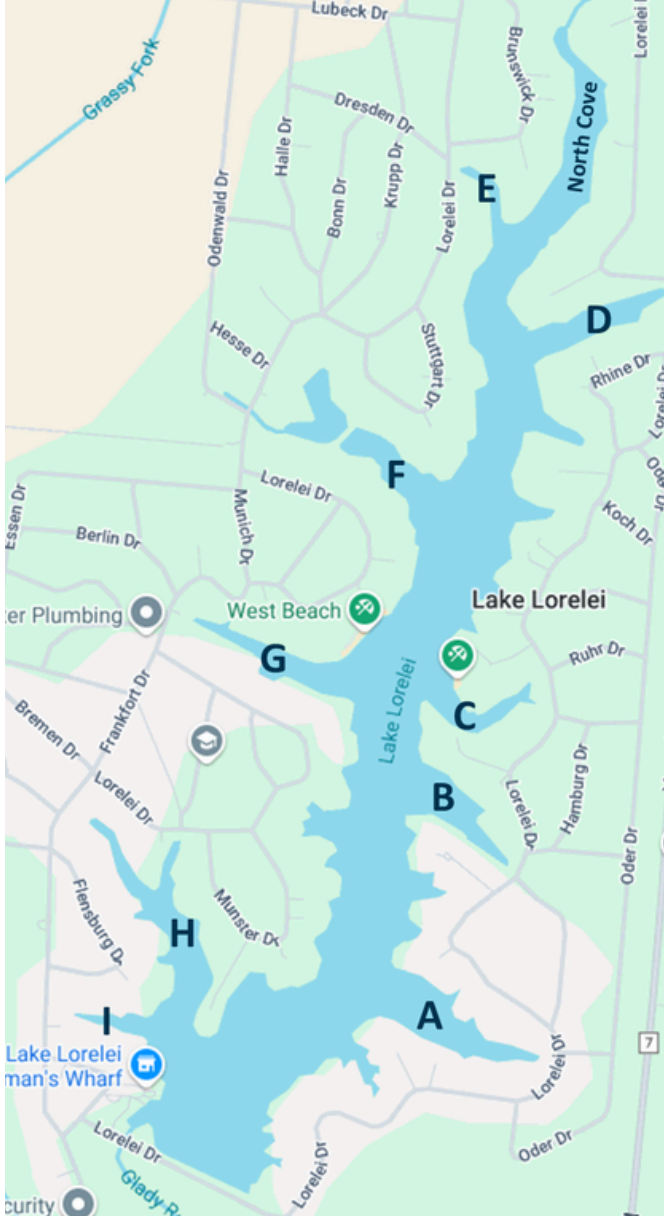 Lubeck Dr
Lorelei
Grassy Fork
Brunswick Dr
North Cove
Dresden Dr
Halle Dr
Krupp Dr
Bonn Dr
Odenwald Dr
Lorelei Dr
E
D
Hesse Dr
Stuttgart Dr
Rhine Dr
Lorelei Dr
Oder Dr
F
Lorelei Dr
Essen Dr
Munich Dr
Koch Dr
Berlin Dr
West Beach
Lake Lorelei
ter Plumbing
G
Ruhr Dr
Lake Lorelei
C
Frankfort Dr
Bremen Dr
Lorelei Dr
B
Lorelei Dr
Hamburg Dr
Oder Dr
Flensburg Dr
Munster Dr
H
A
I
7
Lake Lorelei
man's Wharf
Lorelei Dr
Lorelei Dr
Oder Dr
Lorelei Dr
Glady R
curity